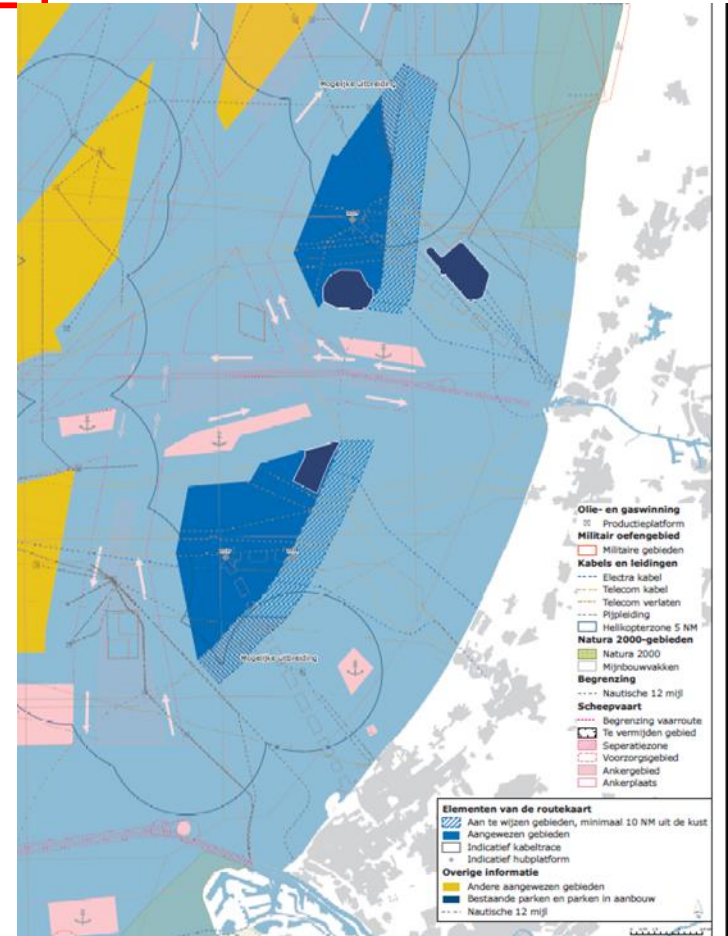 Mogelijke uitbreiding
Mogelijke uitbreiding
Olie- en gaswinning
Productieplatform
Militair oefengebied
Militaire gebieden
Kabels en leidingen
Electra kabel
Telecom kabel
Telecom verlaten
Pijpleiding
Helikopterzone 5 NM
Natura 2000-gebieden
Natura 2000
Mijnbouwvakken
Begrenzing
Nautische 12 mijl
Scheepvaart
Begrenzing vaarroute
Te vermijden gebied
Seperatiezone
Voorzorgsgebied
Ankergebied
Ankerplaats
Elementen van de routekaart
Aan te wijzen gebieden, minimaal 10 NM uit de kust
Aangewezen gebieden
Indicatief kabeltrace
Indicatief hubplatform
Overige informatie
Andere aangewezen gebieden
Bestaande parken en parken in aanbouw
Nautische 12 mijl